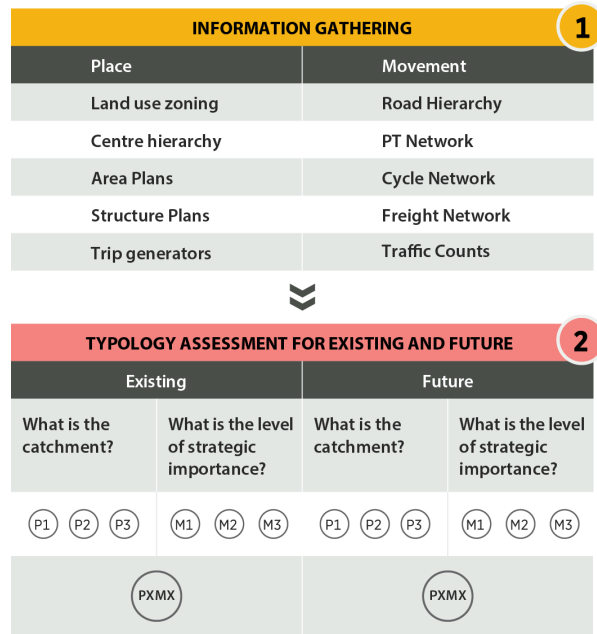 INFORMATION GATHERING 1
Place Movement
Land use zoning Road Hierarchy
Centre hierarchy PT Network
Area Plans Cycle Network
Structure Plans Freight Network
Trip generators Traffic Counts
TYPOLOGY ASSESSMENT FOR EXISTING AND FUTURE 2
Existing Future
What is the
catchment?
What is the level
of strategic
importance?
What is the
catchment?
What is the level
of strategic
importance?
P1 P2 P3 M1 M2 M3 P1 P2 P3 M1 M2 M3
PXMX PXMX